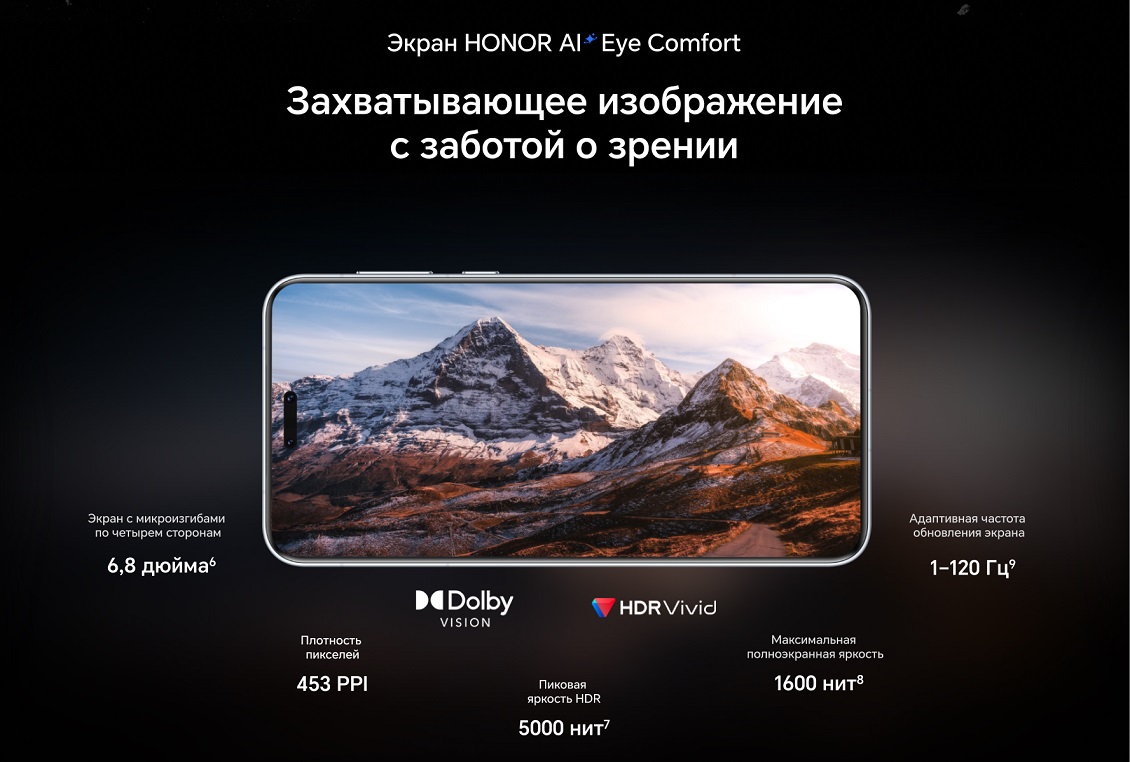 Экран HONOR AI Eye Comfort
Захватывающее изображение
с заботой о зрении
Экран с микроизгибами
по четырем сторонам
6,8 дюйма⁶
Адаптивная частота
обновления экрана
1–120 Гц⁹
Dolby
VISION
HDR Vivid
Плотность
пикселей
453 PPI
Максимальная
полноэкранная яркость
1600 нит⁸
Пиковая
яркость HDR
5000 нит⁷